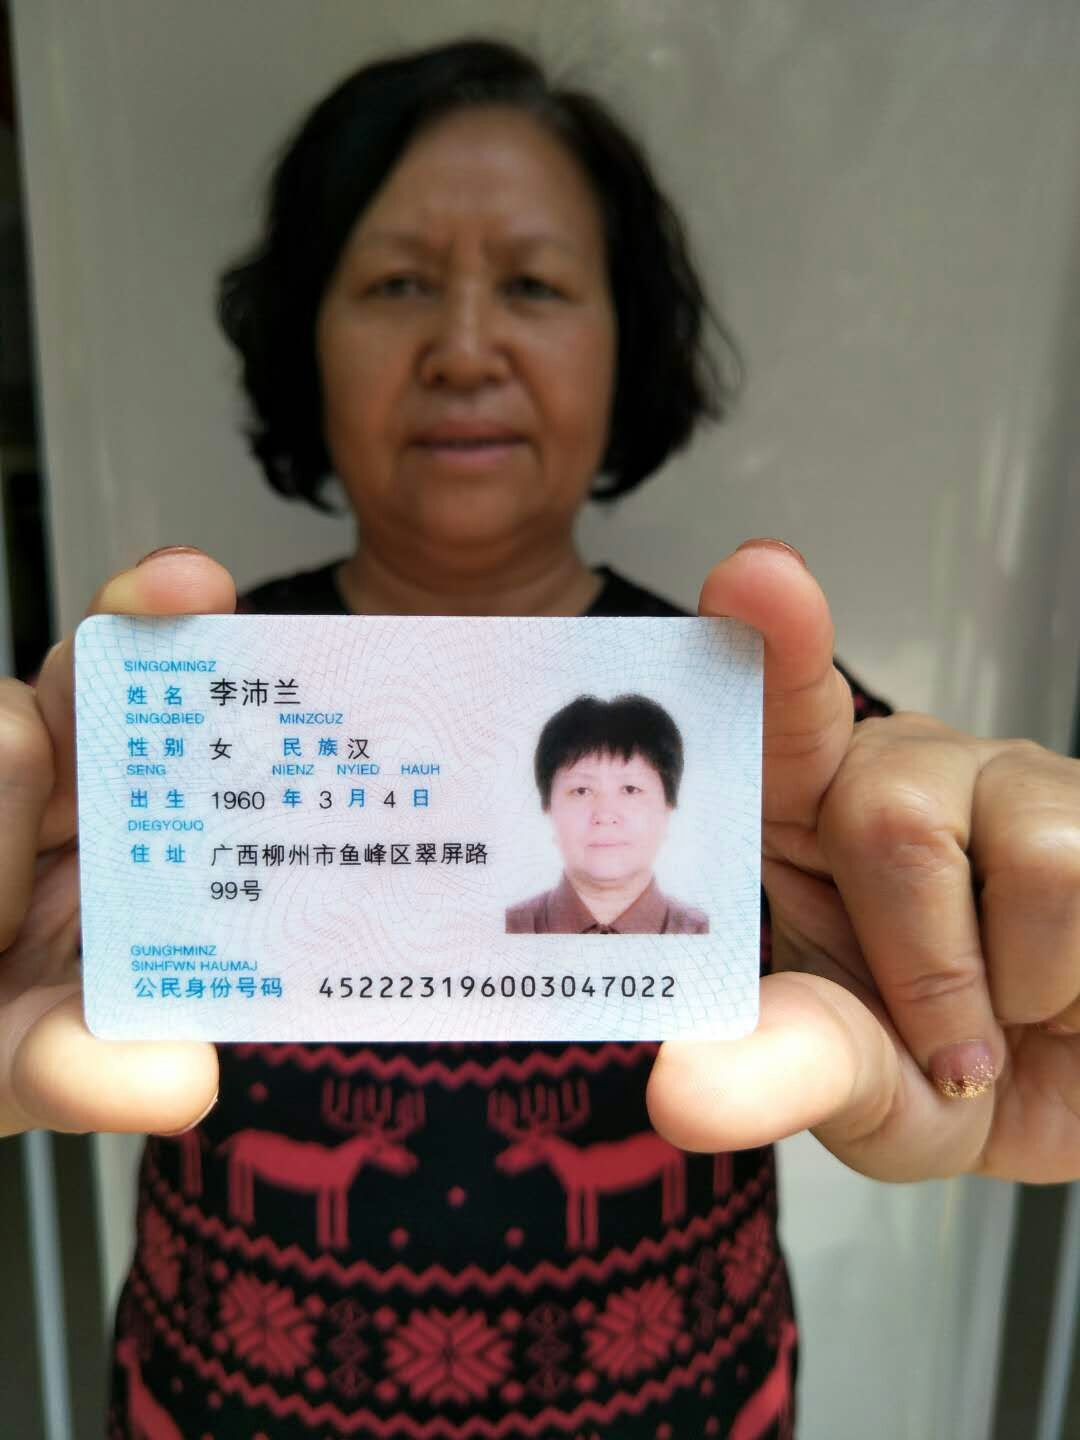 SINGQMINGZ
姓名 李沛兰
SINGQBIED MINZCUZ
性别 女 民族 汉
SENG NIENZ NYIED HAUH
出生 1960 年 3 月 4 日
DIEGYOUQ
住址 广西柳州市鱼峰区翠屏路
99号
GUNGHMINZ
SINHFWN HAUMAJ
公民身份号码 452223196003047022